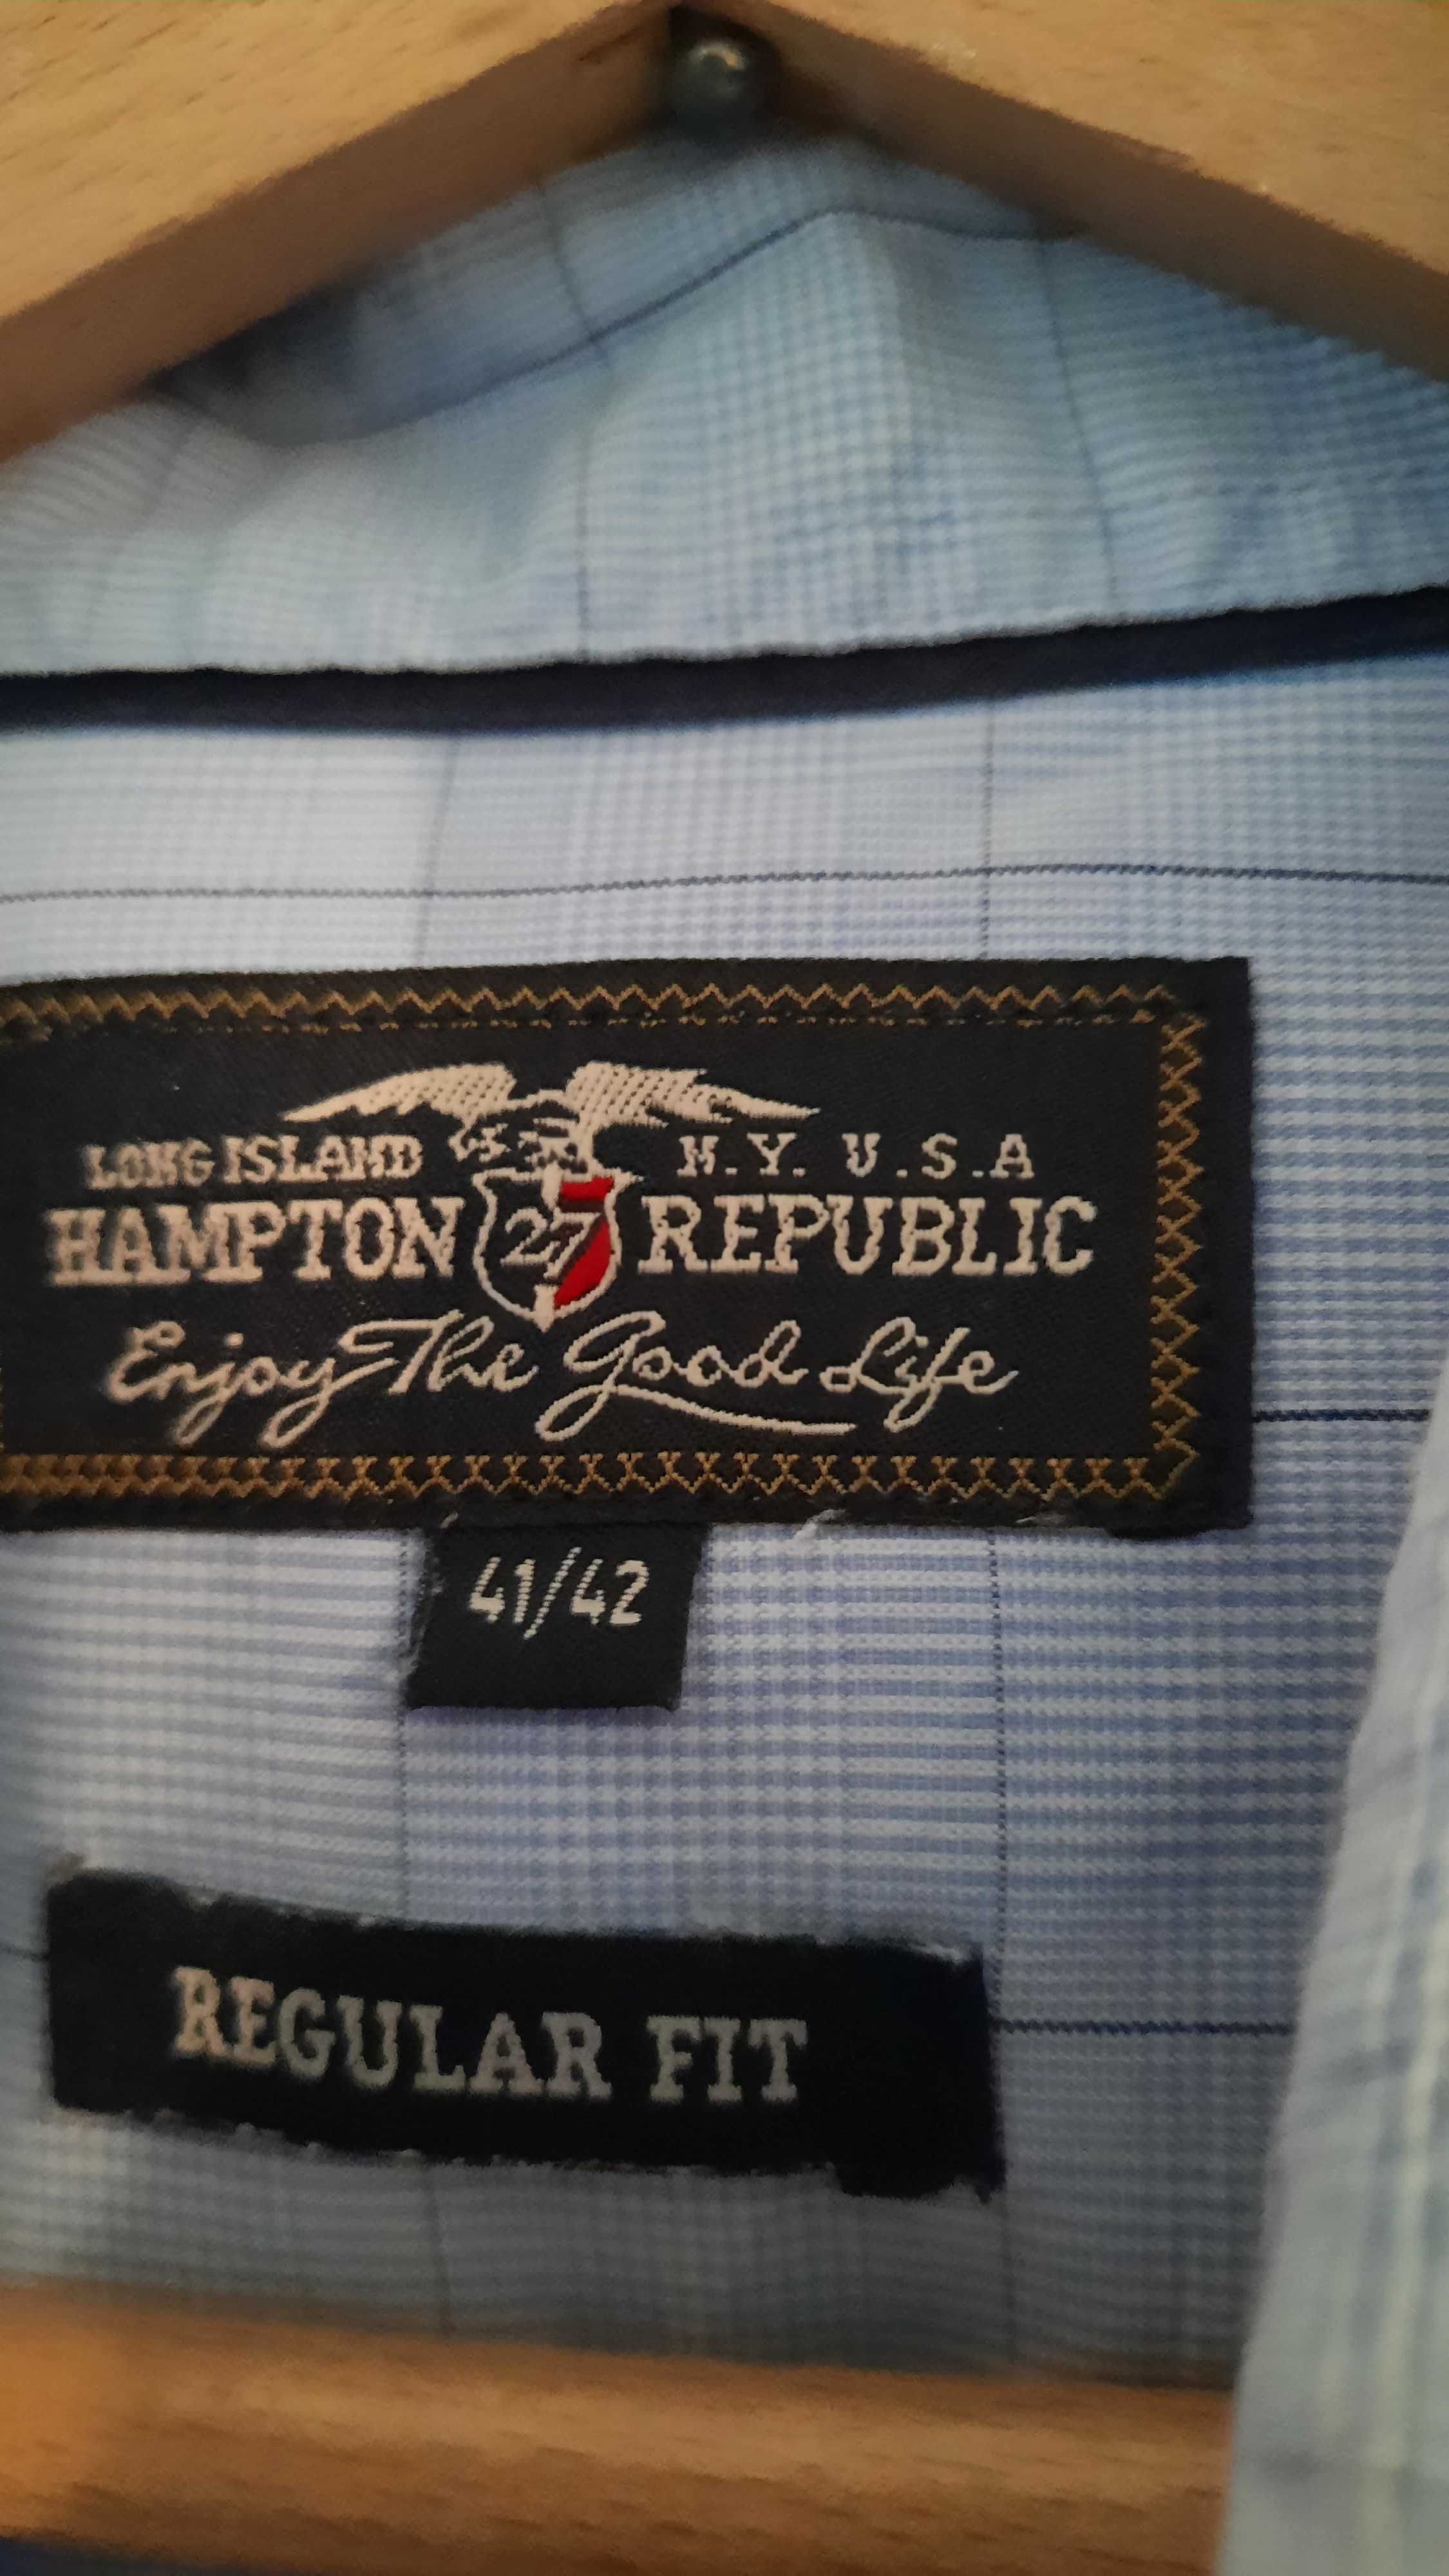 LONG ISLAND N.Y. U.S.A
HAMPTON 27 REPUBLIC
Enjoy The Good Life
41/42
REGULAR FIT